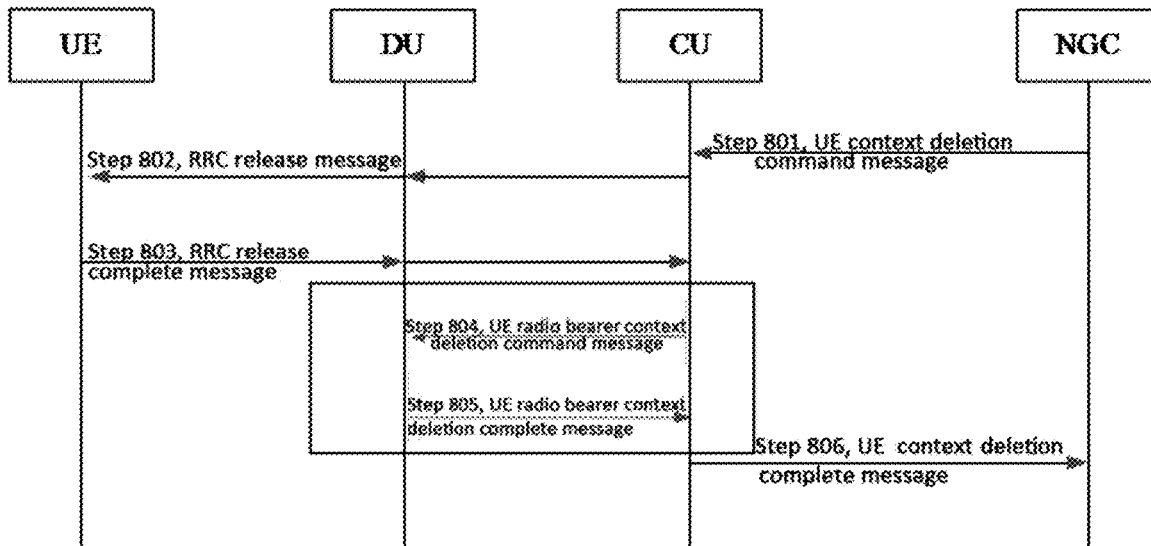 UE
DU
CU
NGC
Step 801, UE context deletion
command message
Step 802, RRC release message
Step 803, RRC release
complete message
Step 804, UE radio bearer context
deletion command message
Step 805, UE radio bearer context
deletion complete message
Step 806, UE context deletion
complete message